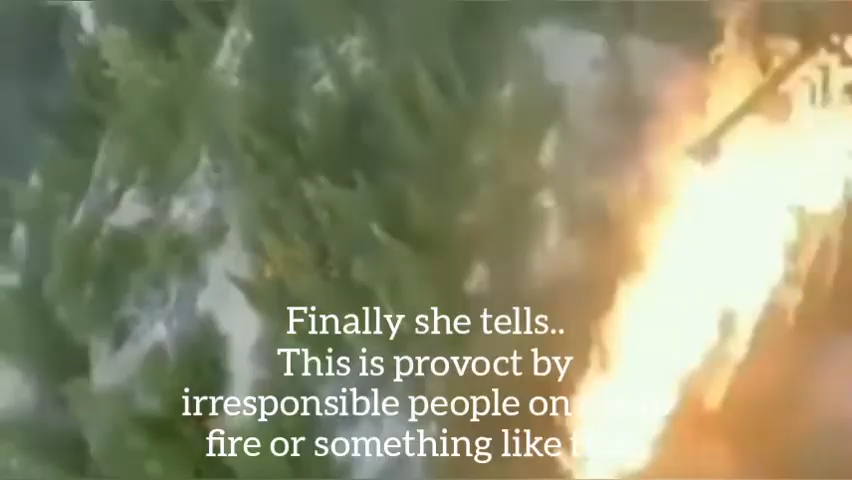 Finally she tells..
This is provoct by
irresponsible people on
fire or something like